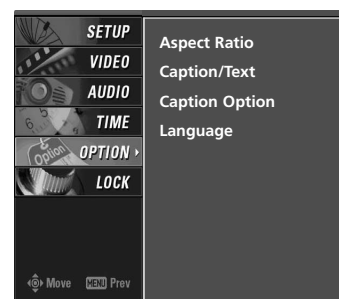 SETUP
VIDEO
AUDIO
TIME
OPTION
LOCK
Move MENU Prev
Aspect Ratio
Caption/Text
Caption Option
Language